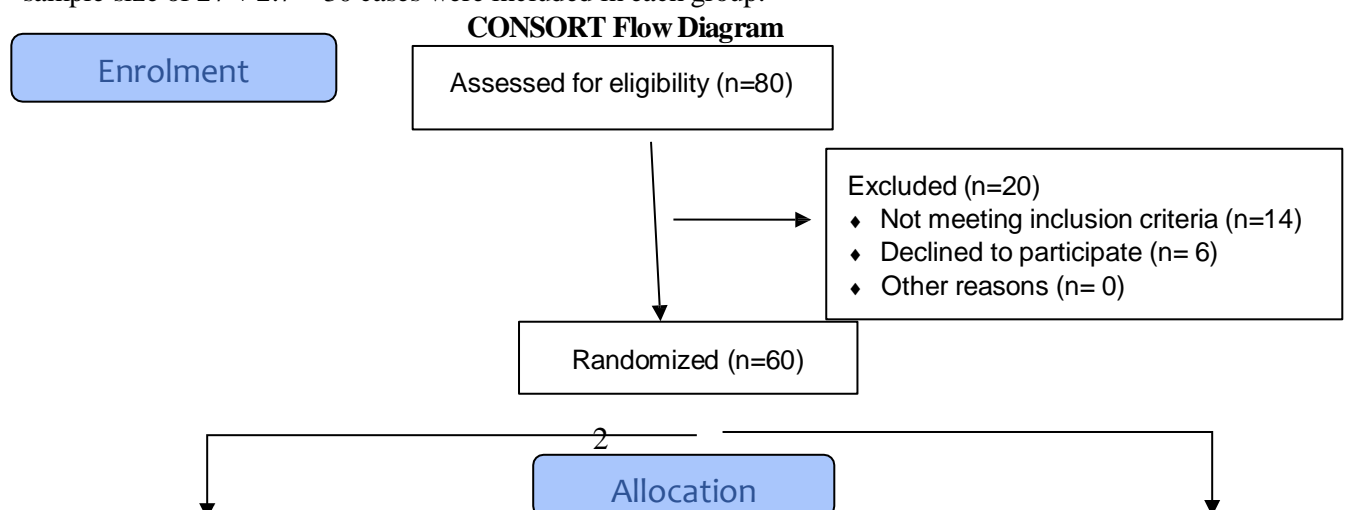 CONSORT Flow Diagram
Enrolment
Assessed for eligibility (n=80)
Excluded (n=20)
♦ Not meeting inclusion criteria (n=14)
♦ Declined to participate (n= 6)
♦ Other reasons (n= 0)
Randomized (n=60)
2
Allocation